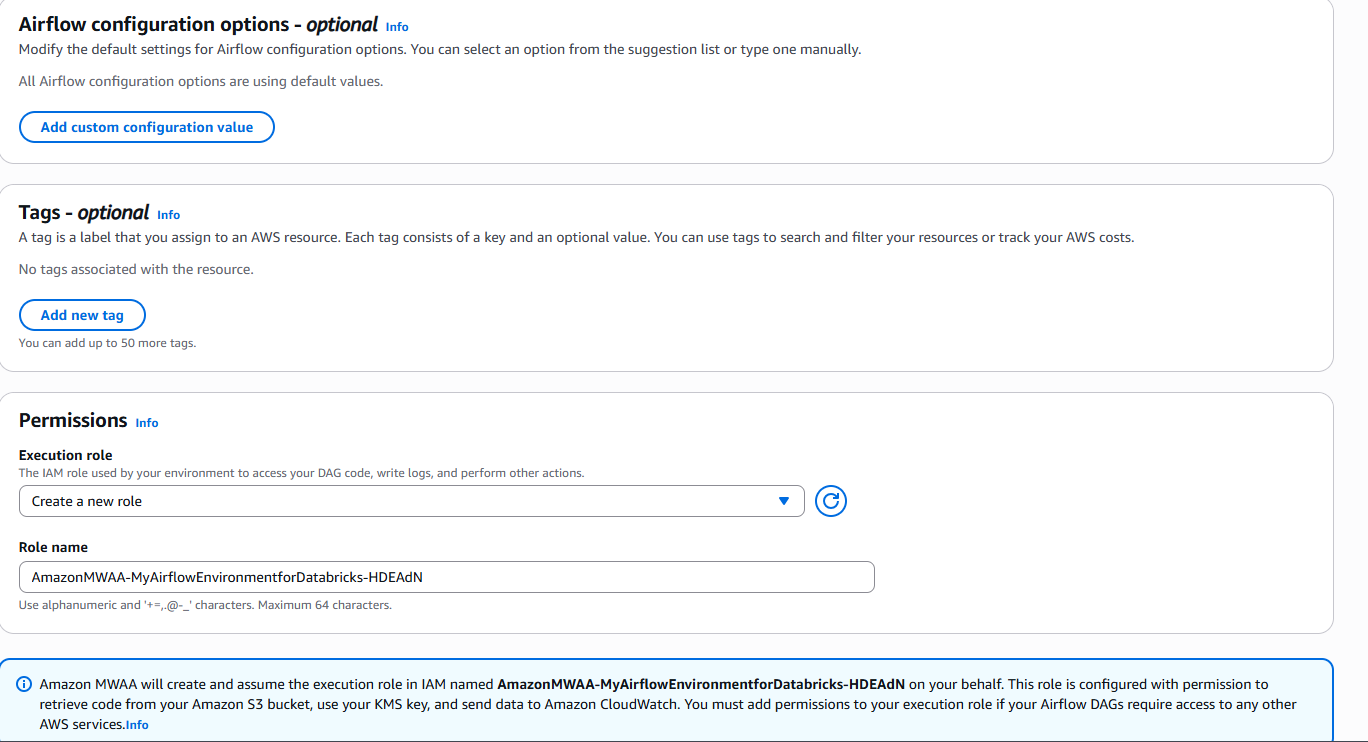 Airflow configuration options - optional Info
Modify the default settings for Airflow configuration options. You can select an option from the suggestion list or type one manually.
All Airflow configuration options are using default values.
Add custom configuration value
Tags - optional Info
A tag is a label that you assign to an AWS resource. Each tag consists of a key and an optional value. You can use tags to search and filter your resources or track your AWS costs.
No tags associated with the resource.
Add new tag
You can add up to 50 more tags.
Permissions Info
Execution role
The IAM role used by your environment to access your DAG code, write logs, and perform other actions.
Create a new role
Role name
AmazonMWAA-MyAirflowEnvironmentforDatabricks-HDEAdN
Use alphanumeric and '+=,.@-_' characters. Maximum 64 characters.
Amazon MWAA will create and assume the execution role in IAM named AmazonMWAA-MyAirflowEnvironmentforDatabricks-HDEAdN on your behalf. This role is configured with permission to
retrieve code from your Amazon S3 bucket, use your KMS key, and send data to Amazon CloudWatch. You must add permissions to your execution role if your Airflow DAGs require access to any other
AWS services.Info